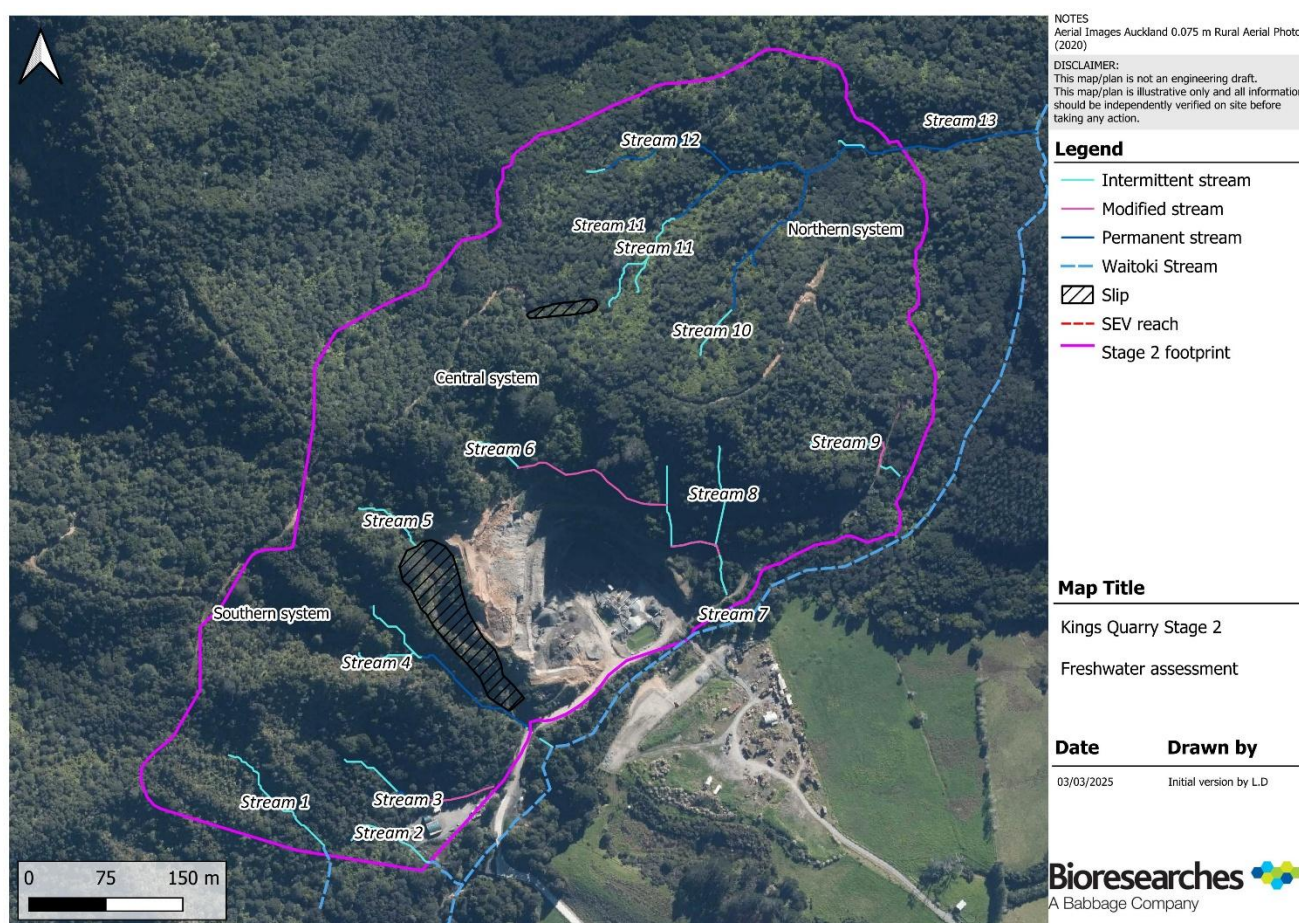 NOTES
Aerial Images Auckland 0.075 m Rural Aerial Photo
(2020)
DISCLAIMER:
This map/plan is not an engineering draft.
This map/plan is illustrative only and all information
should be independently verified on site before
taking any action.
Legend
Intermittent stream
Modified stream
Permanent stream
Waitoki Stream
Slip
SEV reach
Stage 2 footprint
Stream 13
Stream 12
Stream 11
Stream 11
Northern system
Stream 10
Central system
Stream 9
Stream 6
Stream 8
Stream 5
Southern system
Stream 7
Stream 4
Stream 1
Stream 3
Stream 2
0 75 150 m
Map Title
Kings Quarry Stage 2
Freshwater assessment
Date Drawn by
03/03/2025 Initial version by L.D
Bioresearches
A Babbage Company